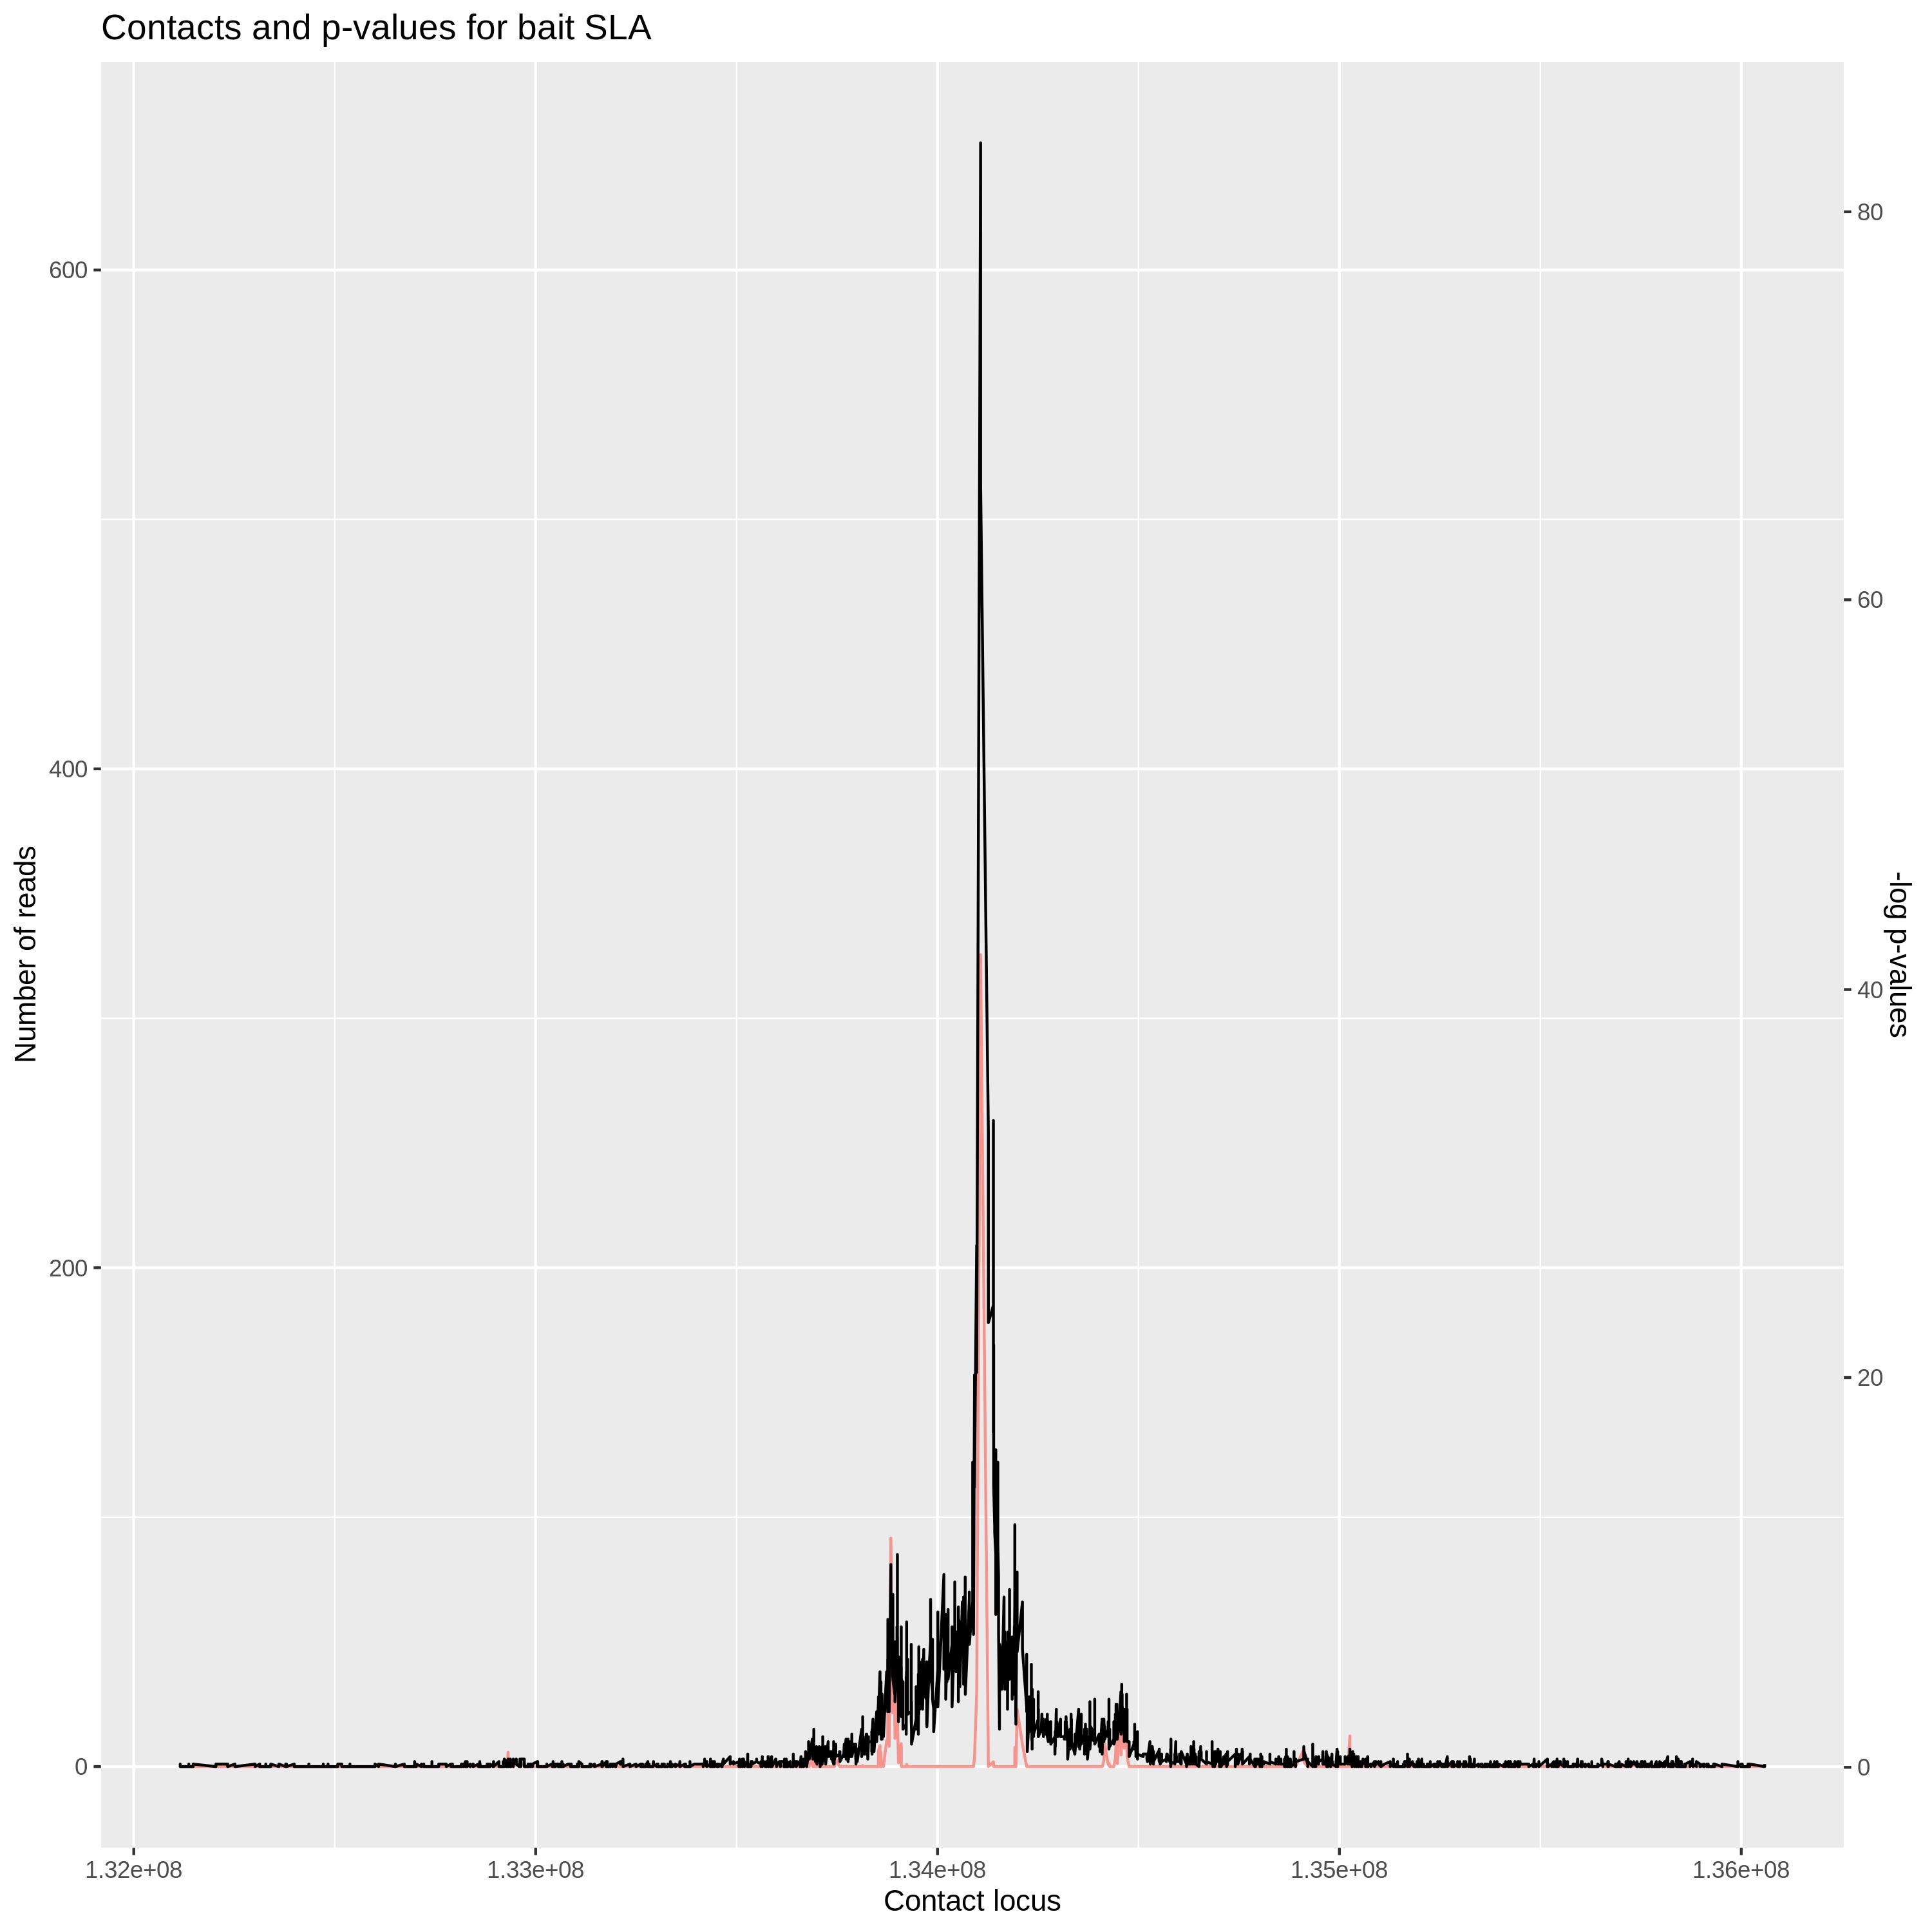 Contacts and p-values for bait SLA
Number of reads
600
400
200
0
80
60
40
20
0
-log p-values
1.32e+08
1.33e+08
1.34e+08
1.35e+08
1.36e+08
Contact locus